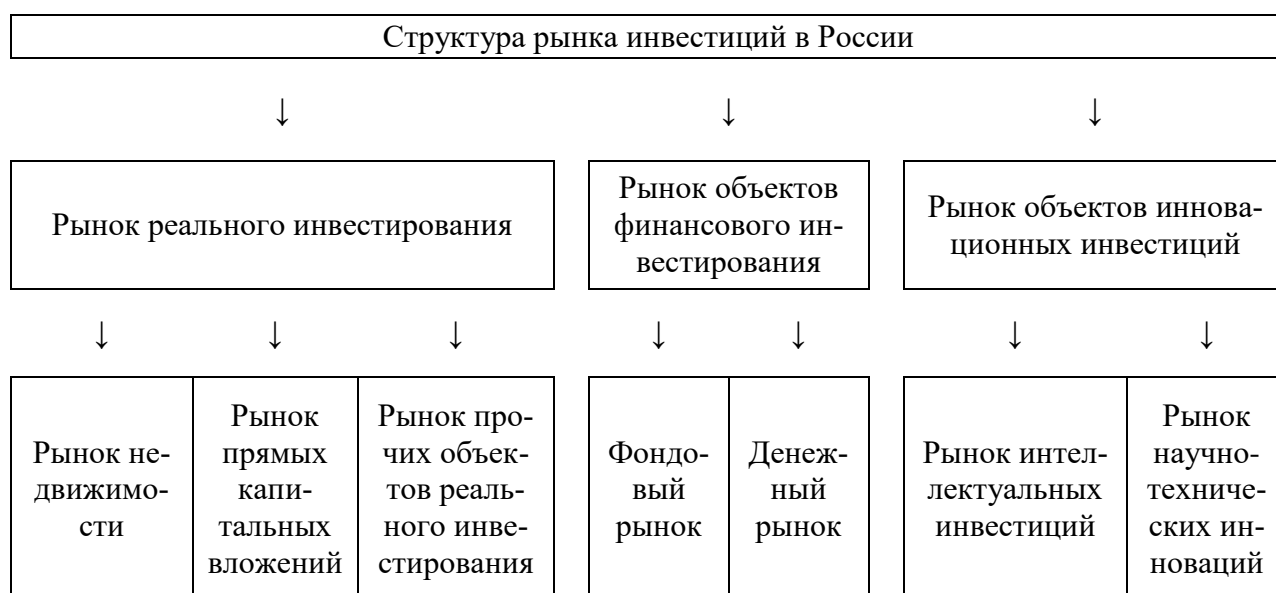 Структура рынка инвестиций в России
↓ ↓ ↓
Рынок реального инвестирования
Рынок объектов
финансового ин-
вестирования
Рынок объектов иннова-
ционных инвестиций
↓ ↓ ↓ ↓ ↓ ↓ ↓
Рынок не-
движимо-
сти
Рынок
прямых
капи-
тальных
вложений
Рынок про-
чих объек-
тов реаль-
ного инве-
стирования
Фондо-
вый
рынок
Денеж-
ный
рынок
Рынок интел-
лектуальных
инвестиций
Рынок
научно-
техниче-
ских ин-
новаций